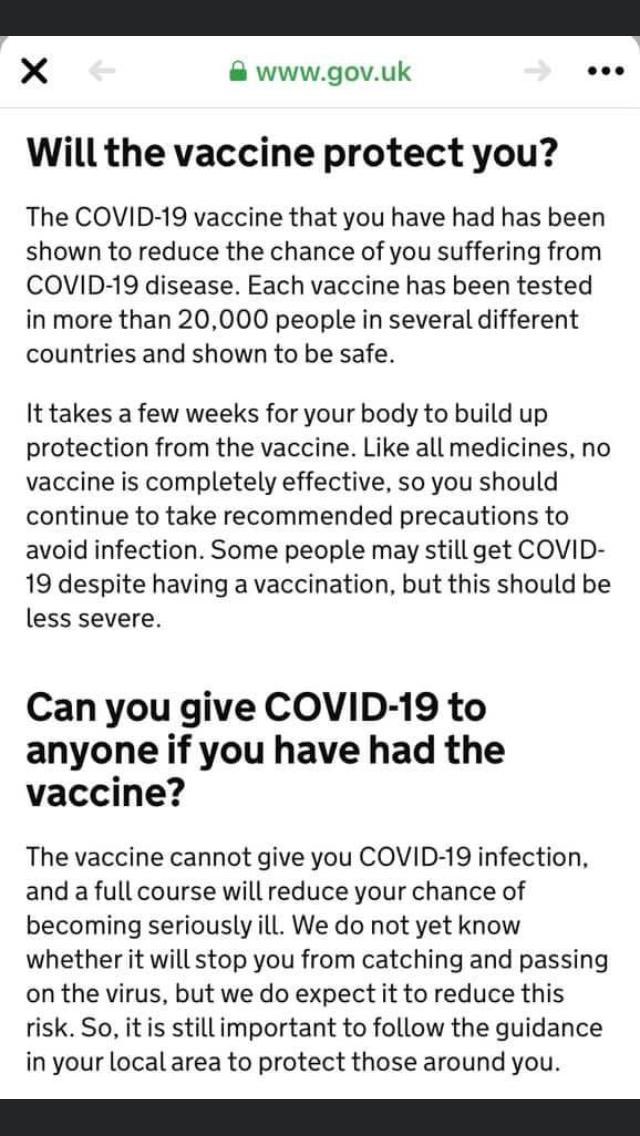 www.gov.uk
Will the vaccine protect you?
The COVID-19 vaccine that you have had has been
shown to reduce the chance of you suffering from
COVID-19 disease. Each vaccine has been tested
in more than 20,000 people in several different
countries and shown to be safe.
It takes a few weeks for your body to build up
protection from the vaccine. Like all medicines, no
vaccine is completely effective, so you should
continue to take recommended precautions to
avoid infection. Some people may still get COVID-
19 despite having a vaccination, but this should be
less severe.
Can you give COVID-19 to
anyone if you have had the
vaccine?
The vaccine cannot give you COVID-19 infection,
and a full course will reduce your chance of
becoming seriously ill. We do not yet know
whether it will stop you from catching and passing
on the virus, but we do expect it to reduce this
risk. So, it is still important to follow the guidance
in your local area to protect those around you.